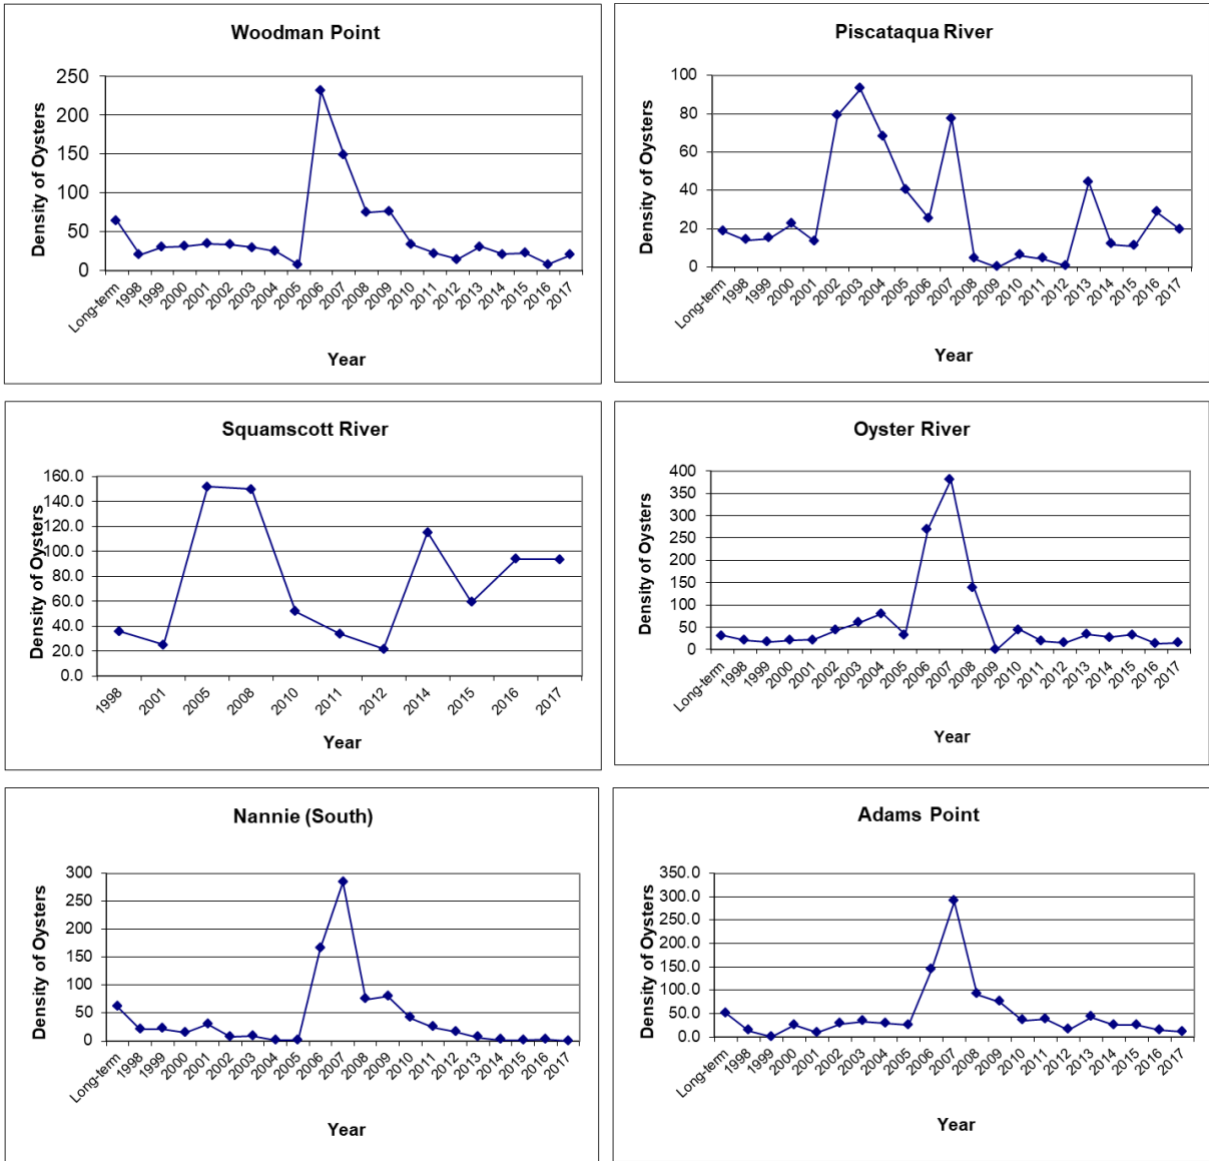 Woodman Point
Density of Oysters
250
200
150
100
50
0
Long-term 1998 1999 2000 2001 2002 2003 2004 2005 2006 2007 2008 2009 2010 2011 2012 2013 2014 2015 2016 2017
Year
Piscataqua River
Density of Oysters
100
80
60
40
20
0
Long-term 1998 1999 2000 2001 2002 2003 2004 2005 2006 2007 2008 2009 2010 2011 2012 2013 2014 2015 2016 2017
Year
Squamscott River
Density of Oysters
160.0
140.0
120.0
100.0
80.0
60.0
40.0
20.0
0.0
1998 2001 2005 2008 2010 2011 2012 2014 2015 2016 2017
Year
Oyster River
Density of Oysters
400
350
300
250
200
150
100
50
0
Long-term 1998 1999 2000 2001 2002 2003 2004 2005 2006 2007 2008 2009 2010 2011 2012 2013 2014 2015 2016 2017
Year
Nannie (South)
Density of Oysters
300
250
200
150
100
50
0
Long-term 1998 1999 2000 2001 2002 2003 2004 2005 2006 2007 2008 2009 2010 2011 2012 2013 2014 2015 2016 2017
Year
Adams Point
Density of Oysters
350.0
300.0
250.0
200.0
150.0
100.0
50.0
0.0
Long-term 1998 1999 2000 2001 2002 2003 2004 2005 2006 2007 2008 2009 2010 2011 2012 2013 2014 2015 2016 2017
Year